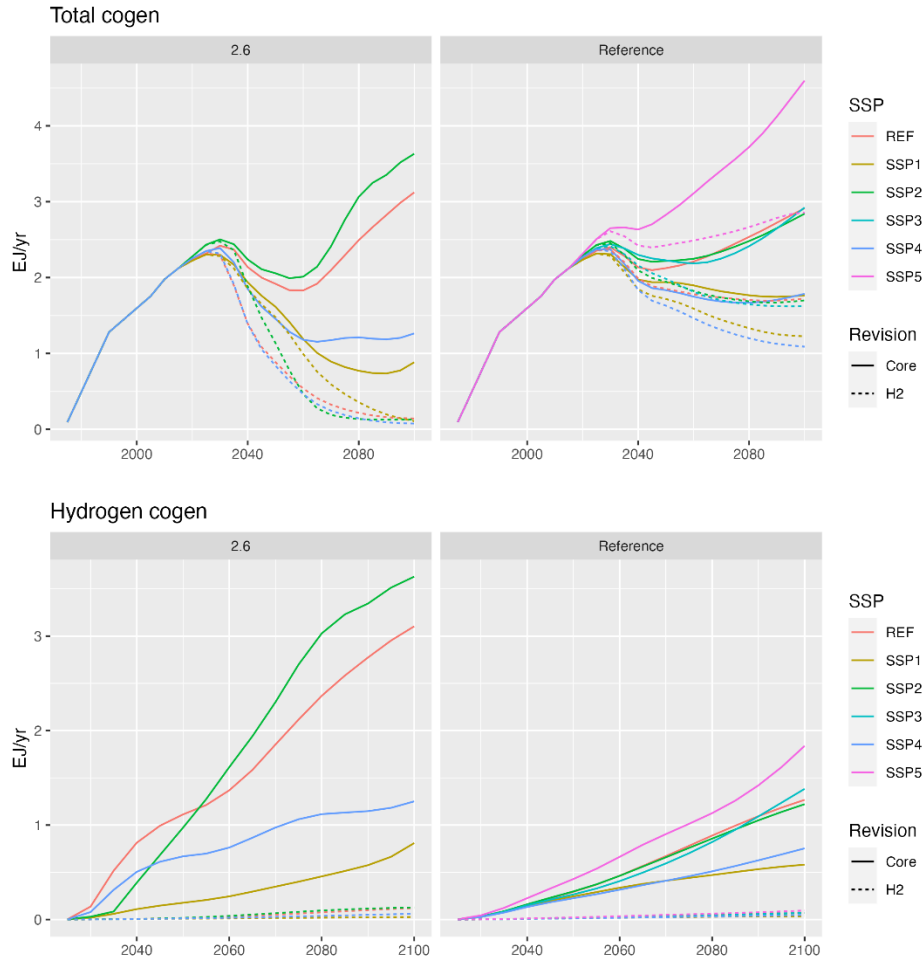 Total cogen
2.6
Reference
EJ/yr
4
3
2
1
0
2000
2040
2080
2000
2040
2080
SSP
REF
SSP1
SSP2
SSP3
SSP4
SSP5
Revision
Core
H2
Hydrogen cogen
2.6
Reference
EJ/yr
3
2
1
0
2040
2060
2080
2100
2040
2060
2080
2100
SSP
REF
SSP1
SSP2
SSP3
SSP4
SSP5
Revision
Core
H2